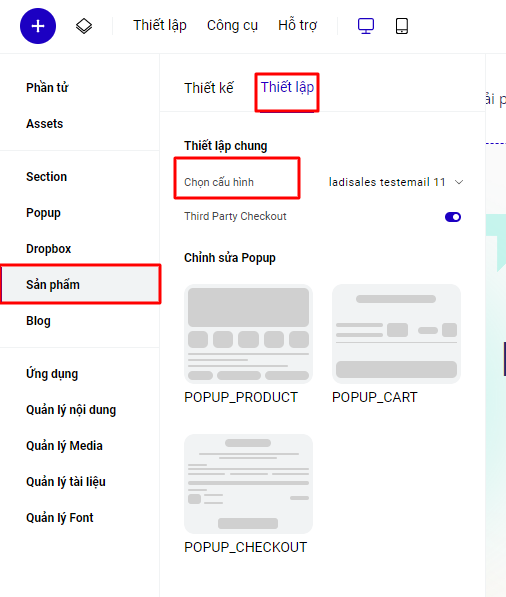 Thiết lập
Công cụ
Hỗ trợ
Phần tử
Assets
Section
Popup
Dropbox
Sản phẩm
Blog
Ứng dụng
Quản lý nội dung
Quản lý Media
Quản lý tài liệu
Quản lý Font
Thiết kế
Thiết lập
Thiết lập chung
Chọn cấu hình
ladisales testemail 11
Third Party Checkout
Chỉnh sửa Popup
POPUP_PRODUCT
POPUP_CART
POPUP_CHECKOUT